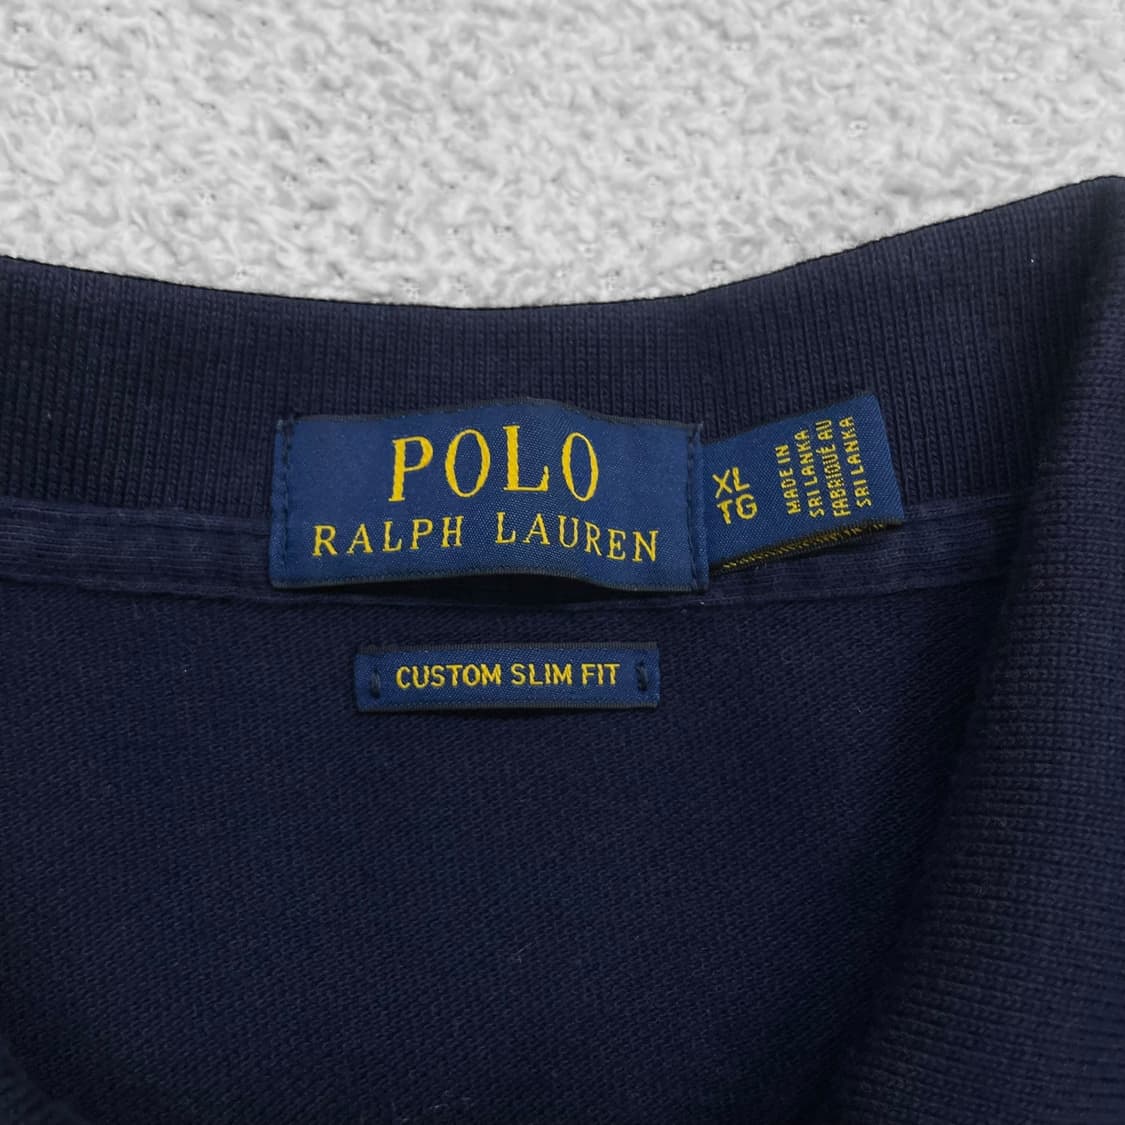 POLO
RALPH LAUREN
XL
TG
MADE IN
SRI LANKA
FABRIQUÉ AU
SRI LANKA
CUSTOM SLIM FIT